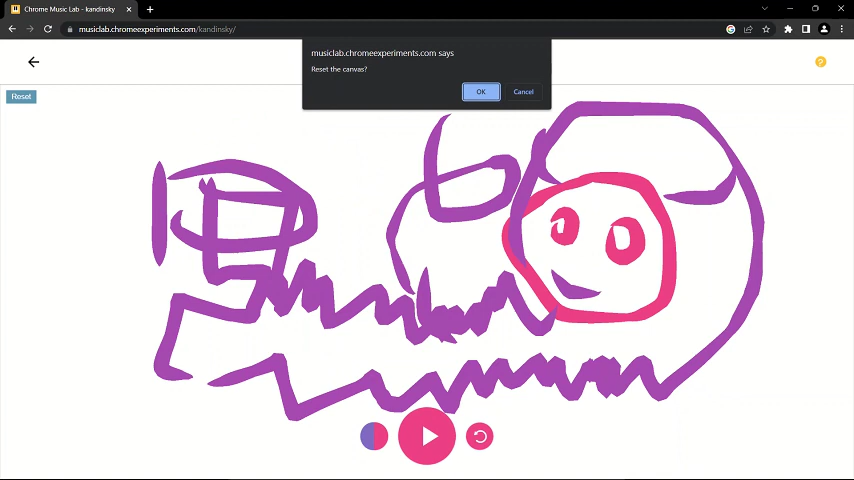 Chrome Music Lab - kandinsky
musiclab.chromeexperiments.com/kandinsky/
musiclab.chromeexperiments.com says
Reset the canvas?
OK Cancel
?
Reset